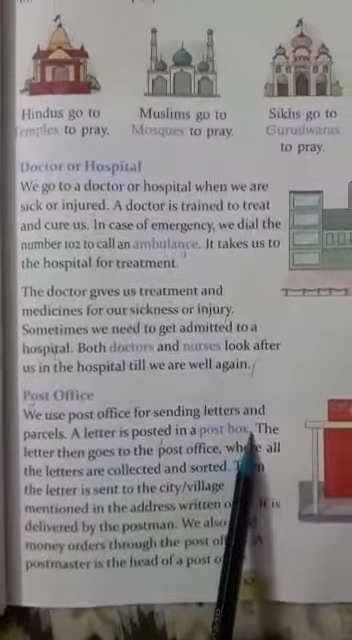 Hindus go to
Temples to pray.
Muslims go to
Mosques to pray.
Sikhs go to
Gurudwaras
to pray.
Doctor or Hospital
We go to a doctor or hospital when we are
sick or injured. A doctor is trained to treat
and cure us. In case of emergency, we dial the
number 102 to call an ambulance. It takes us to
the hospital for treatment.
The doctor gives us treatment and
medicines for our sickness or injury.
Sometimes we need to get admitted to a
hospital. Both doctors and nurses look after
us in the hospital till we are well again.
Post Office
We use post office for sending letters and
parcels. A letter is posted in a post box. The
letter then goes to the post office, where all
the letters are collected and sorted.
the letter is sent to the city/village
mentioned in the address written is
delivered by the postman. We also
money orders through the post A
postmaster is the head of a post